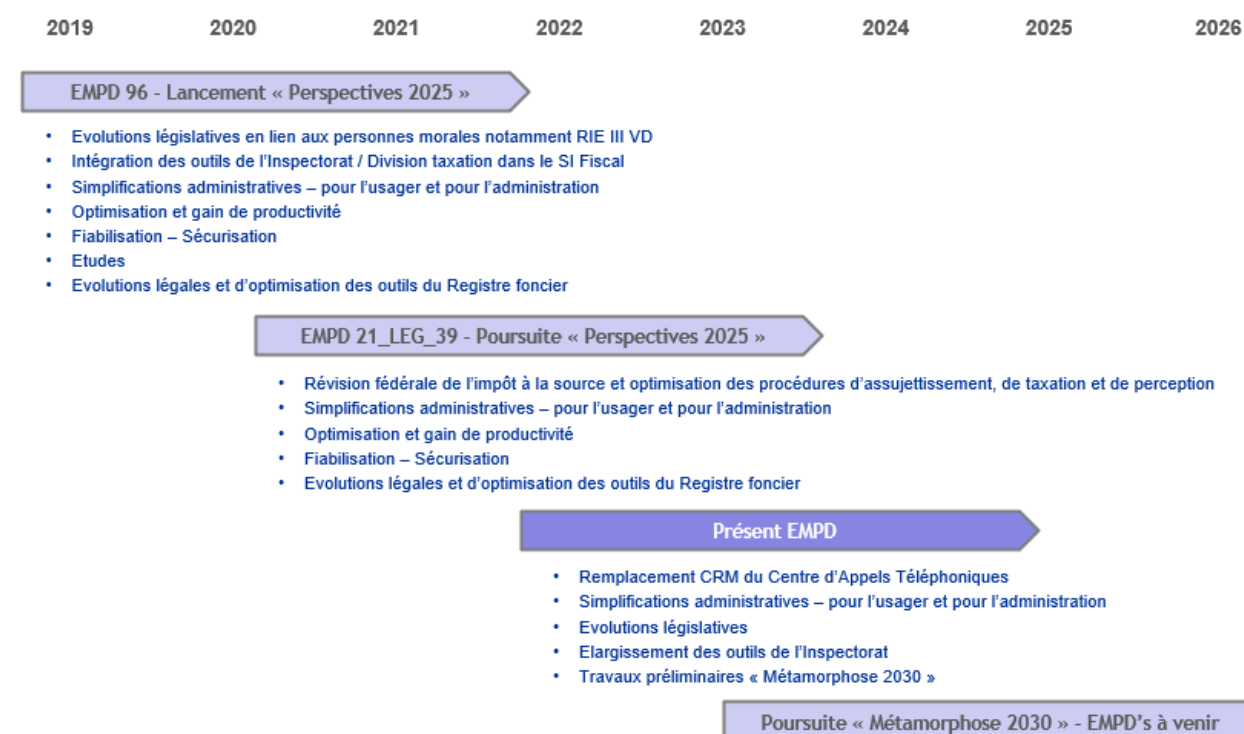 2019 2020 2021 2022 2023 2024 2025 2026
EMPD 96 - Lancement « Perspectives 2025 »
• Evolutions législatives en lien aux personnes morales notamment RIE III VD
• Intégration des outils de l'Inspectorat / Division taxation dans le SI Fiscal
• Simplifications administratives – pour l'usager et pour l'administration
• Optimisation et gain de productivité
• Fiabilisation – Sécurisation
• Etudes
• Evolutions légales et d'optimisation des outils du Registre foncier
EMPD 21_LEG_39 - Poursuite « Perspectives 2025 »
• Révision fédérale de l'impôt à la source et optimisation des procédures d'assujettissement, de taxation et de perception
• Simplifications administratives – pour l'usager et pour l'administration
• Optimisation et gain de productivité
• Fiabilisation – Sécurisation
• Evolutions légales et d'optimisation des outils du Registre foncier
Présent EMPD
• Remplacement CRM du Centre d'Appels Téléphoniques
• Simplifications administratives – pour l'usager et pour l'administration
• Evolutions législatives
• Elargissement des outils de l'Inspectorat
• Travaux préliminaires « Métamorphose 2030 »
Poursuite « Métamorphose 2030 » - EMPD's à venir